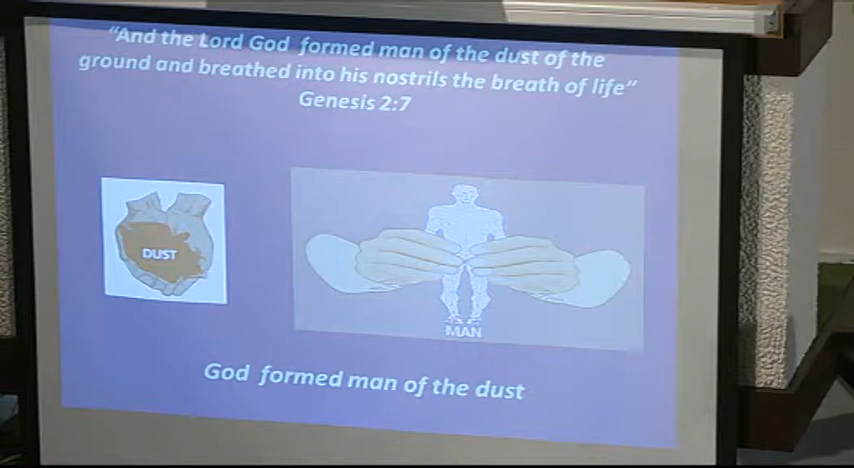 "And the Lord God formed man of the dust of the
ground and breathed into his nostrils the breath of life"
Genesis 2:7
DUST
MAN
God formed man of the dust